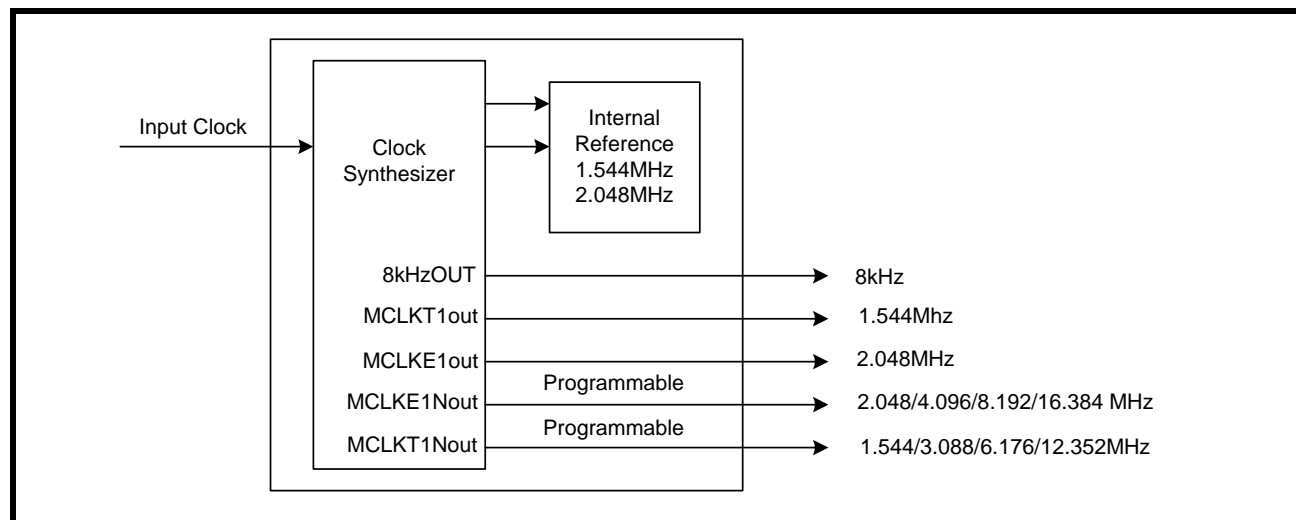 Input Clock
Clock
Synthesizer
Internal
Reference
1.544MHz
2.048MHz
8kHzOUT
8kHz
MCLKT1out
1.544Mhz
MCLKE1out
2.048MHz
Programmable
MCLKE1Nout
2.048/4.096/8.192/16.384 MHz
Programmable
MCLKT1Nout
1.544/3.088/6.176/12.352MHz